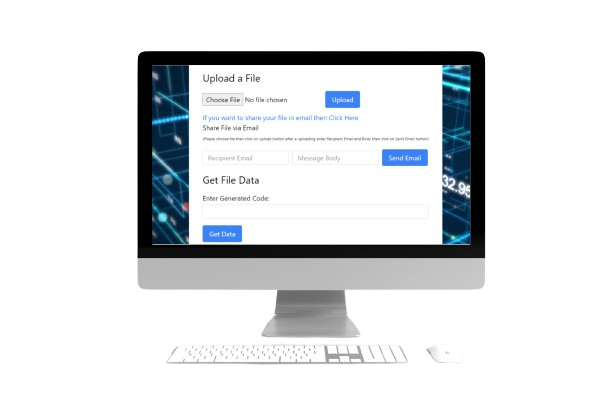 Upload a File
Choose File No file chosen Upload
If you want to share your file in email then Click Here
Share File via Email
(Please choose file then click on upload button after a uploading enter Recipient Email and Body then click on Send Email button)
Recipient Email Message Body Send Email
32.95
Get File Data
Enter Generated Code:
Get Data